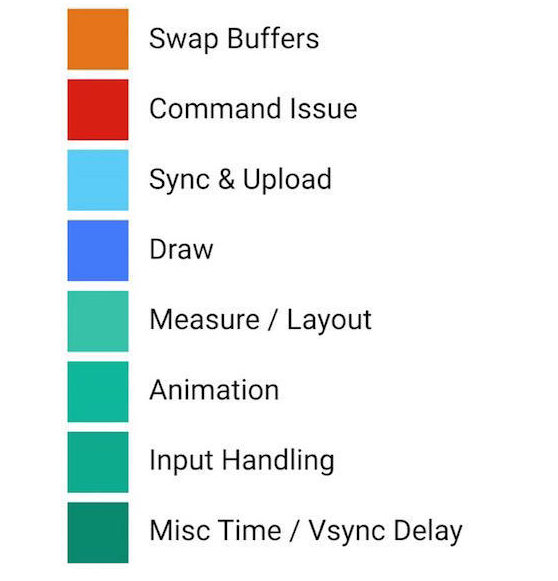 Swap Buffers
Command Issue
Sync & Upload
Draw
Measure / Layout
Animation
Input Handling
Misc Time / Vsync Delay